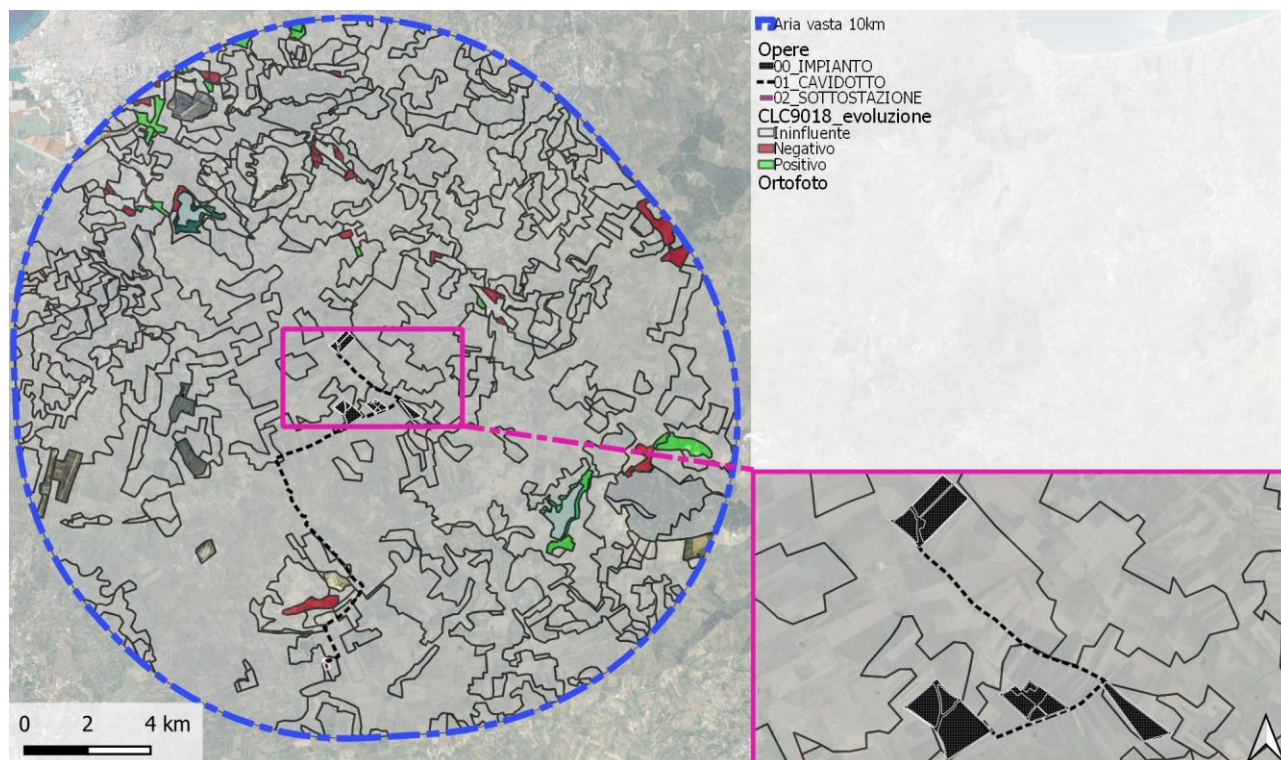 Aria vasta 10km
Opere
00_IMPIANTO
01_CAVIDOTTO
02_SOTTOSTAZIONE
CLC9018_evoluzione
Ininfluente
Negativo
Positivo
Ortofoto
0 2 4 km